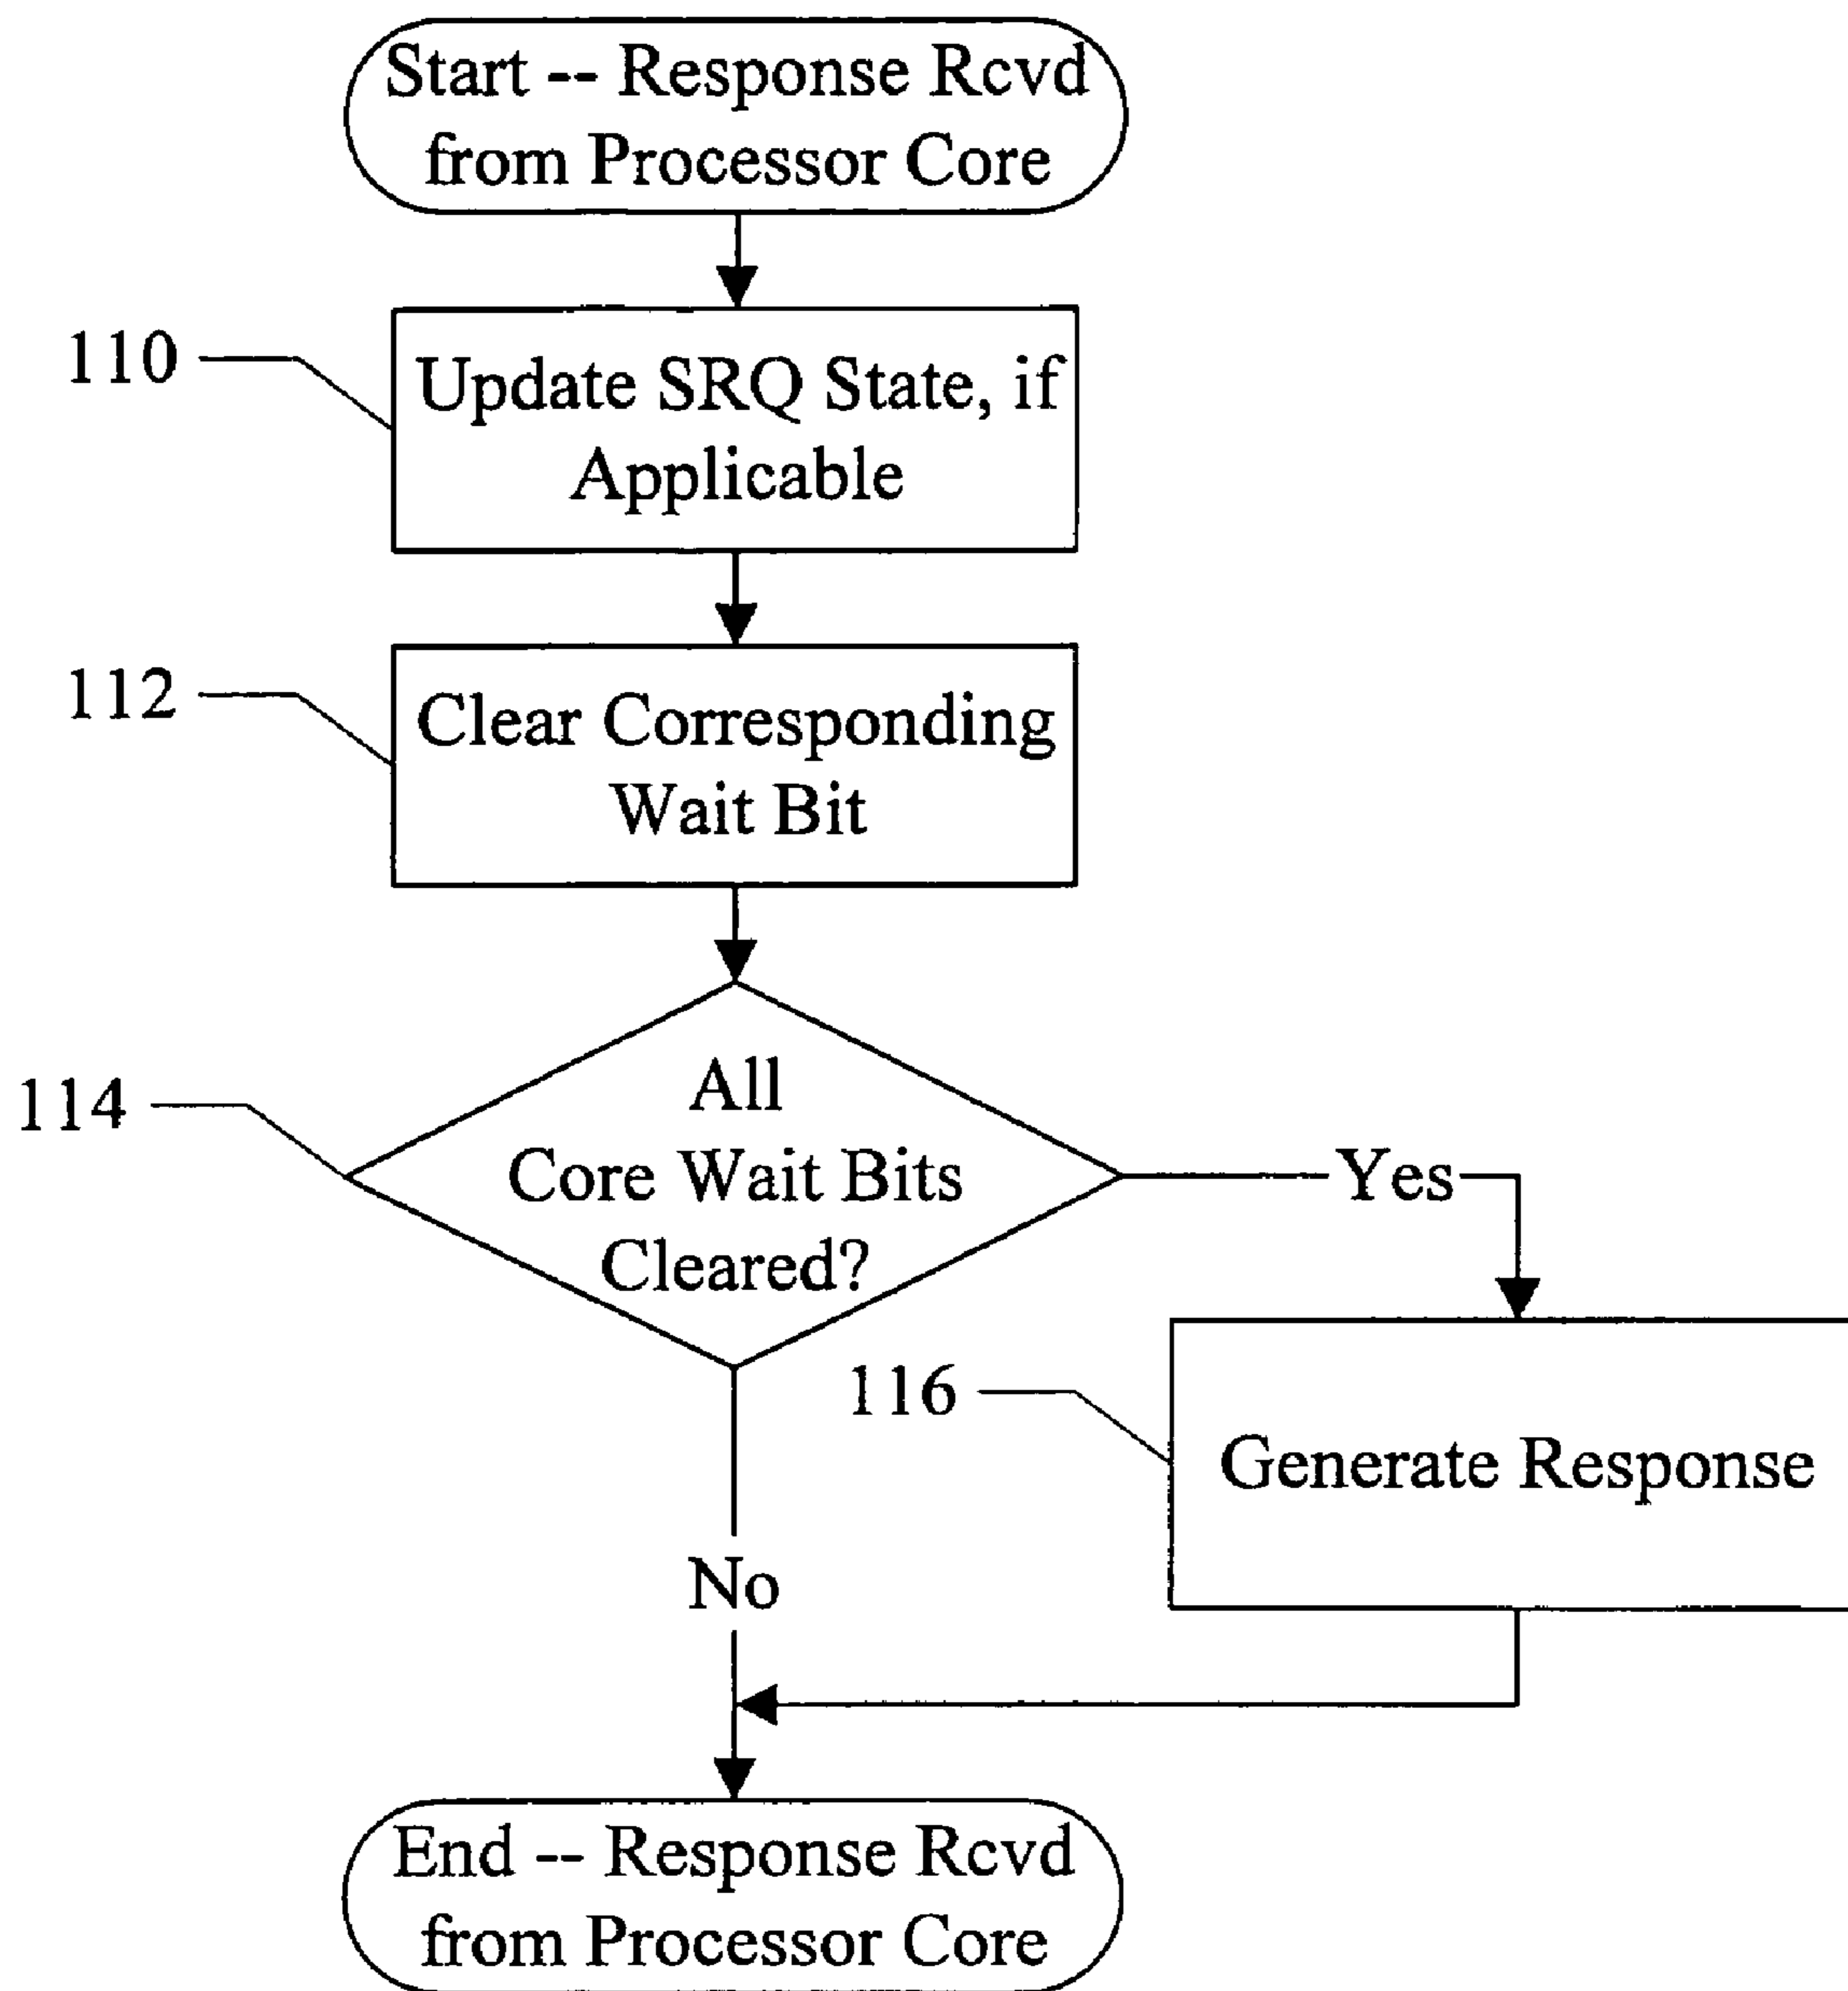 Start -- Response Rcvd
from Processor Core
110
Update SRQ State, if
Applicable
112
Clear Corresponding
Wait Bit
114
All
Core Wait Bits
Cleared?
Yes
116
Generate Response
No
End -- Response Rcvd
from Processor Core